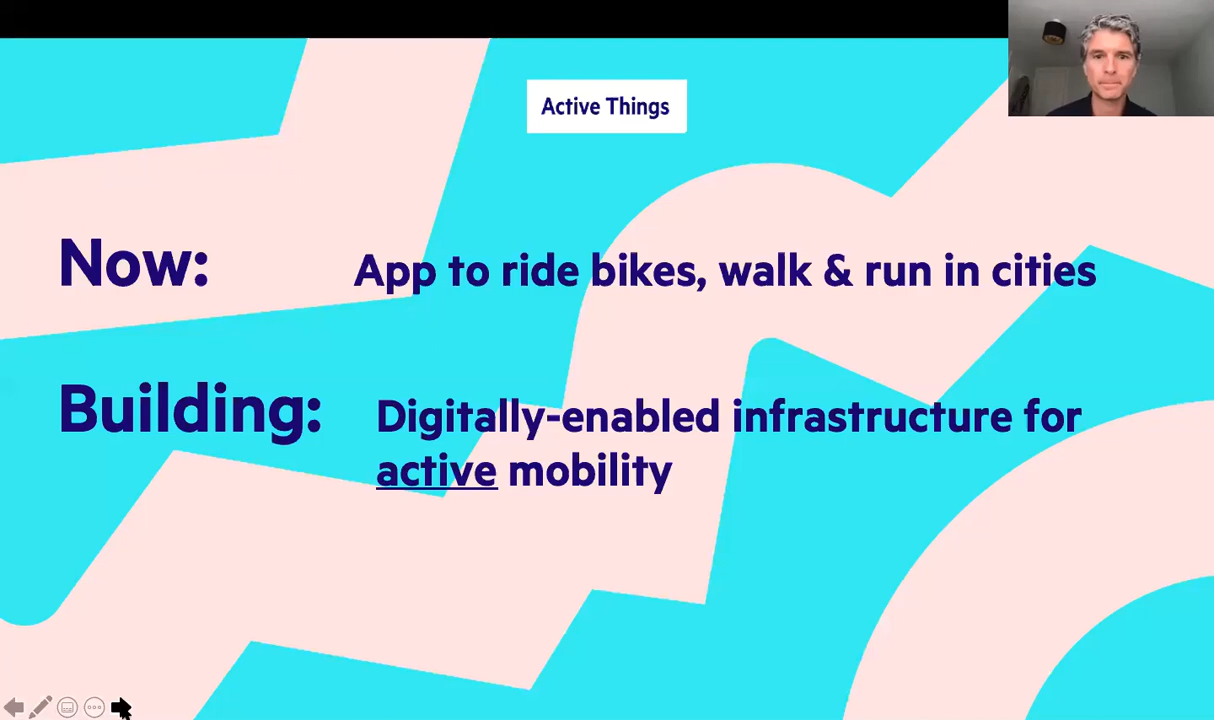 Active Things
Now: App to ride bikes, walk & run in cities
Building: Digitally-enabled infrastructure for
active mobility